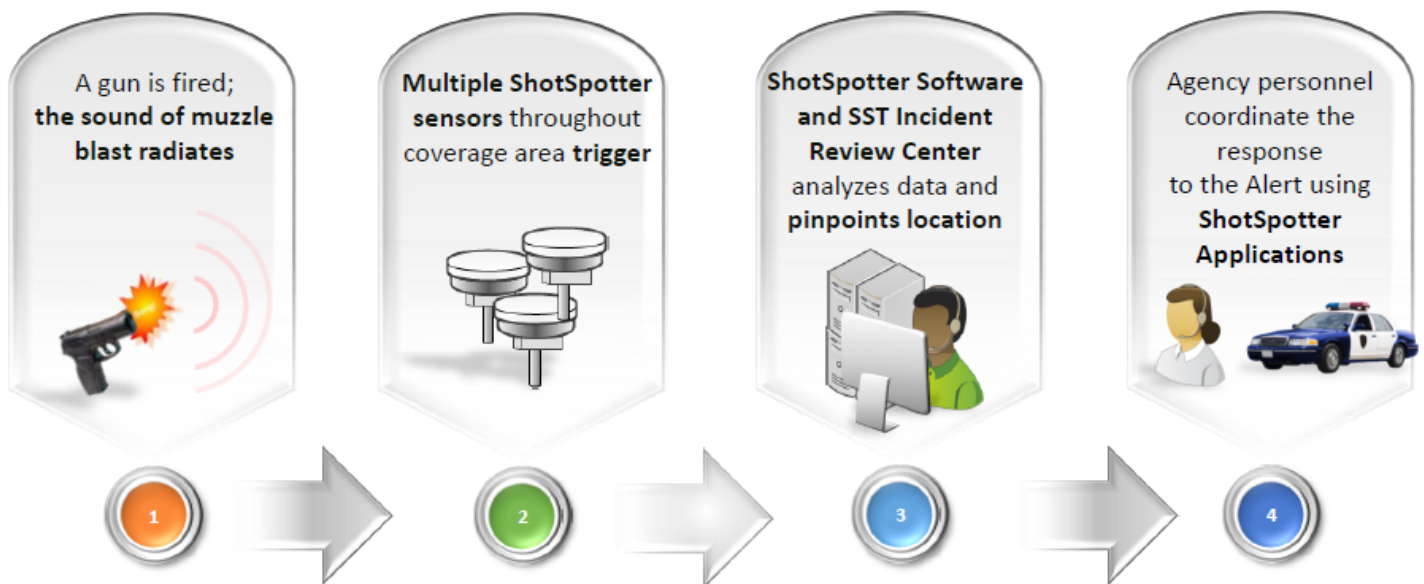 A gun is fired;
the sound of muzzle
blast radiates
Multiple ShotSpotter
sensors throughout
coverage area trigger
ShotSpotter Software
and SST Incident
Review Center
analyzes data and
pinpoints location
Agency personnel
coordinate the
response
to the Alert using
ShotSpotter
Applications
1
2
3
4